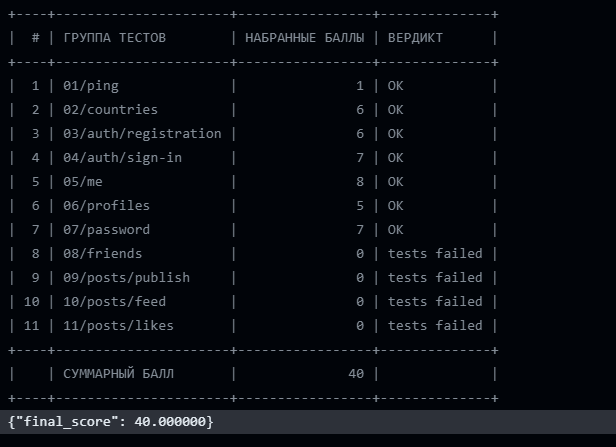 +----+----------------------+-----------------+--------------+
|  # | ГРУППА ТЕСТОВ        | НАБРАННЫЕ БАЛЛЫ | ВЕРДИКТ      |
+----+----------------------+-----------------+--------------+
|  1 | 01/ping              |               1 | OK           |
|  2 | 02/countries         |               6 | OK           |
|  3 | 03/auth/registration |               6 | OK           |
|  4 | 04/auth/sign-in      |               7 | OK           |
|  5 | 05/me                |               8 | OK           |
|  6 | 06/profiles          |               5 | OK           |
|  7 | 07/password          |               7 | OK           |
|  8 | 08/friends           |               0 | tests failed |
|  9 | 09/posts/publish     |               0 | tests failed |
| 10 | 10/posts/feed        |               0 | tests failed |
| 11 | 11/posts/likes       |               0 | tests failed |
+----+----------------------+-----------------+--------------+
|    | СУММАРНЫЙ БАЛЛ       |              40 |              |
+----+----------------------+-----------------+--------------+
{"final_score": 40.000000}